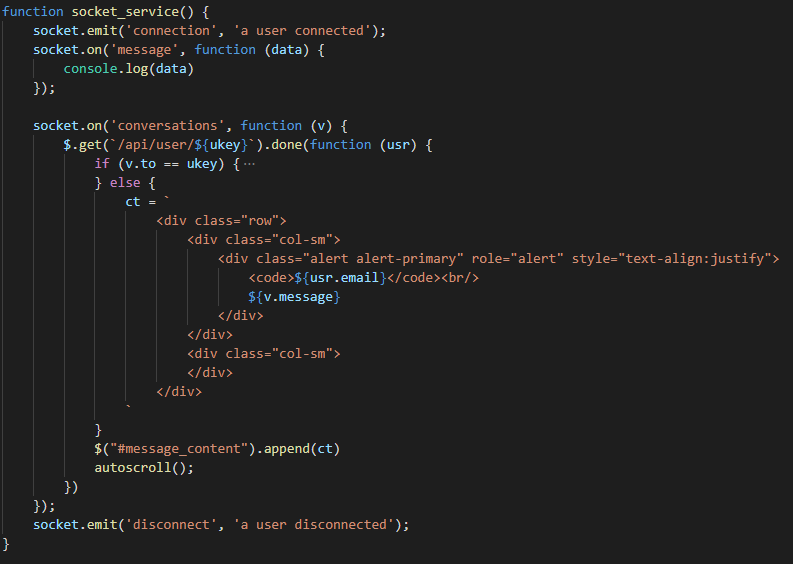 function socket_service() {
    socket.emit('connection', 'a user connected');
    socket.on('message', function (data) {
        console.log(data)
    });

    socket.on('conversations', function (v) {
        $.get(`/api/user/${ukey}`).done(function (usr) {
            if (v.to == ukey) {···
            } else {
                ct = `
                    <div class="row">
                        <div class="col-sm">
                            <div class="alert alert-primary" role="alert" style="text-align:justify">
                                <code>${usr.email}</code><br/>
                                ${v.message}
                            </div>
                        </div>
                        <div class="col-sm">
                        </div>
                    </div>
                `
            }
            $("#message_content").append(ct)
            autoscroll();
        })
    });
    socket.emit('disconnect', 'a user disconnected');
}